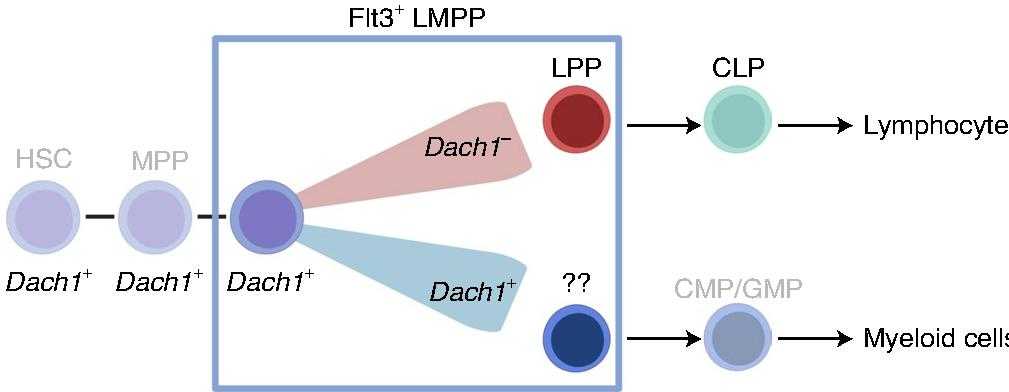 Flt3⁺ LMPP
LPP
CLP
Dach1⁻
Lymphocyte
HSC
MPP
Dach1⁺
Dach1⁺
Dach1⁺
Dach1⁺
??
CMP/GMP
Myeloid cells